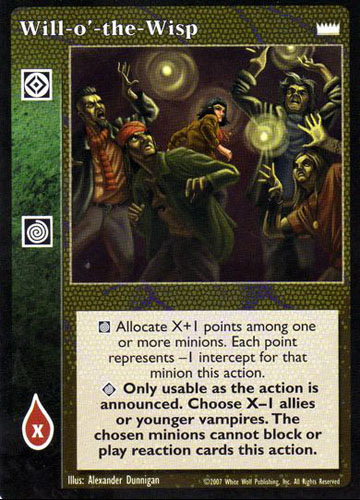 Will-o'-the-Wisp
Allocate X+1 points among one
or more minions. Each point
represents –1 intercept for that
minion this action.
Only usable as the action is
announced. Choose X–1 allies
or younger vampires. The
chosen minions cannot block or
play reaction cards this action.
X
Illus: Alexander Dunnigan
©2007 White Wolf Publishing, Inc. All Rights Reserved